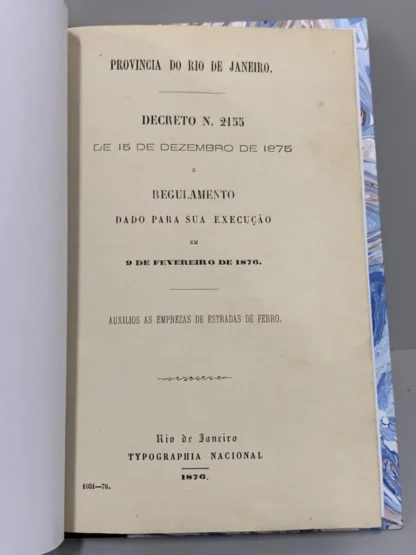 PROVINCIA DO RIO DE JANEIRO.
DECRETO N. 2155
DE 15 DE DEZEMBRO DE 1875
E
REGULAMENTO
DADO PARA SUA EXECUÇÃO
EM
9 DE FEVEREIRO DE 1876.
AUXILIOS AS EMPREZAS DE ESTRADAS DE FERRO.
Rio de Janeiro
TYPOGRAPHIA NACIONAL
1876.
1031—76.